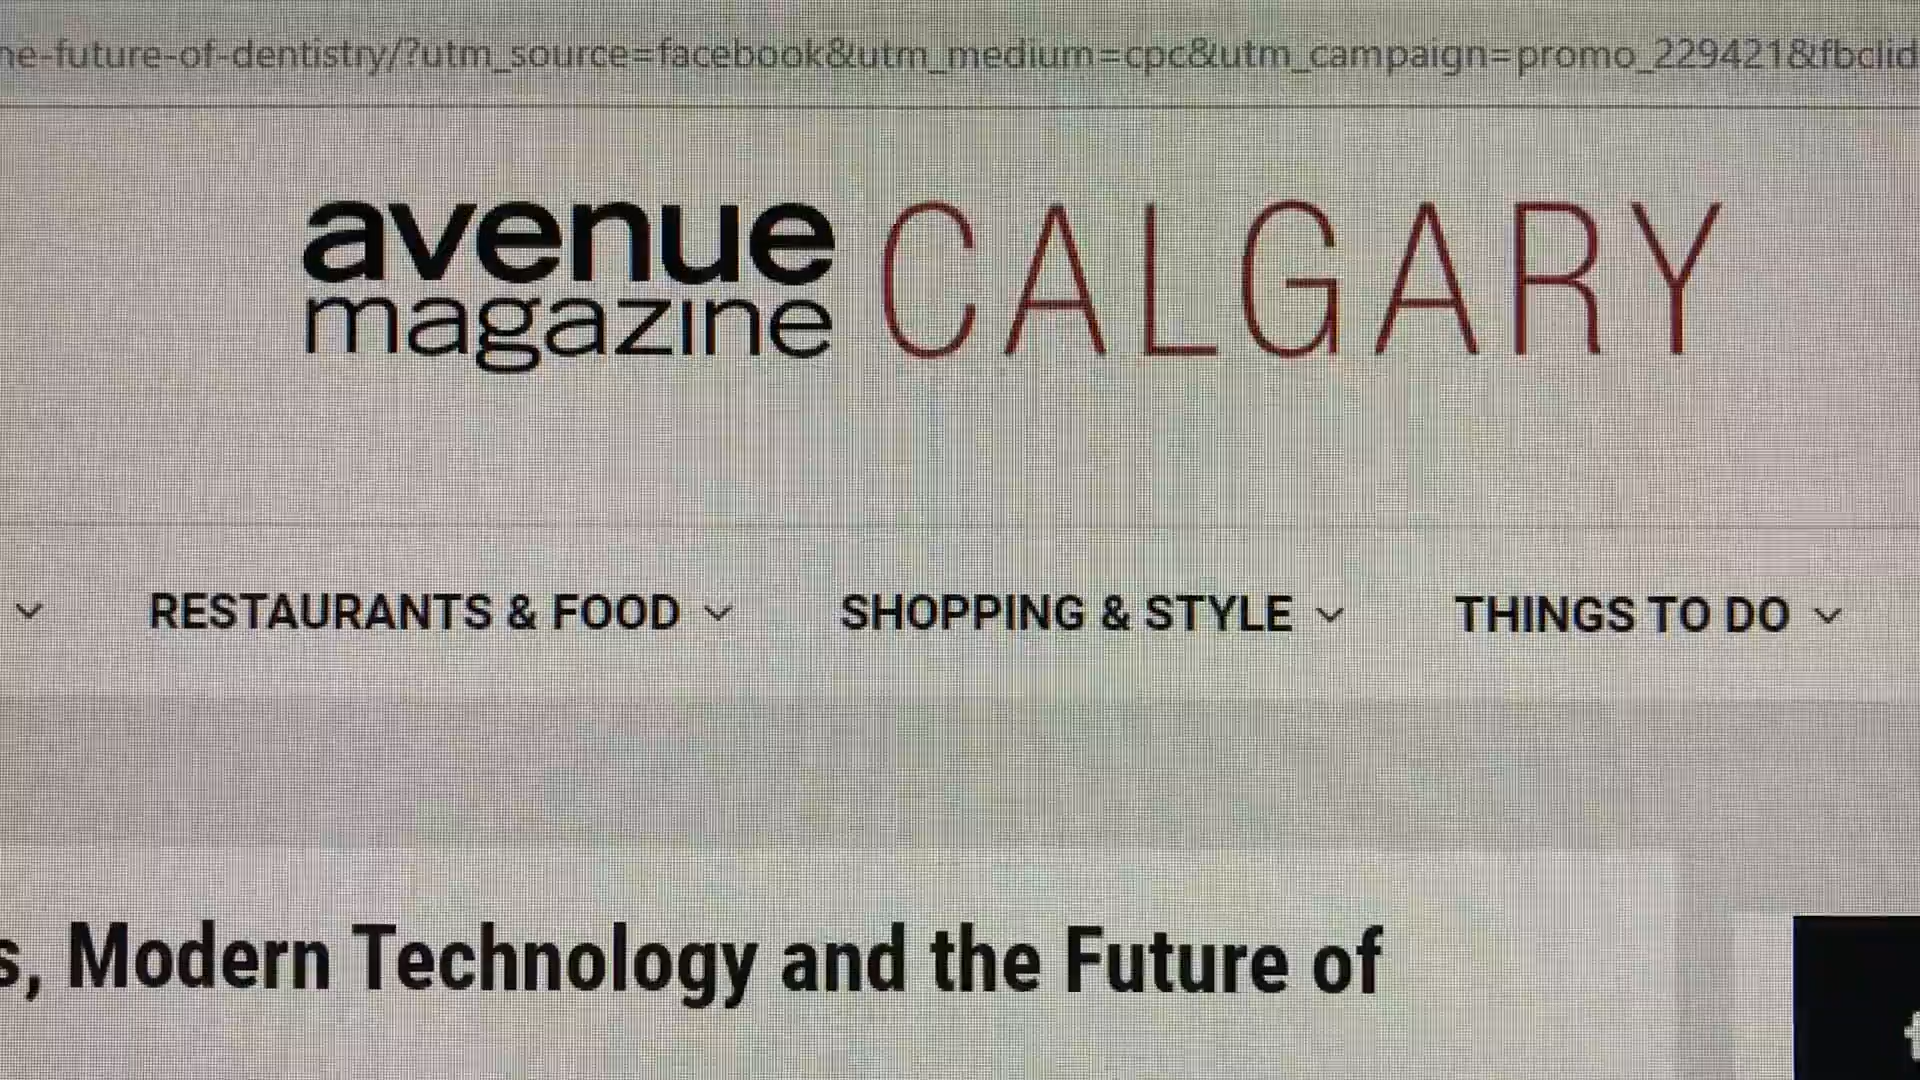 he-future-of-dentistry/?utm_source=facebook&utm_medium=cpc&utm_campaign=promo_229421&fbclid
avenue
magazine
CALGARY
RESTAURANTS & FOOD SHOPPING & STYLE THINGS TO DO
s, Modern Technology and the Future of